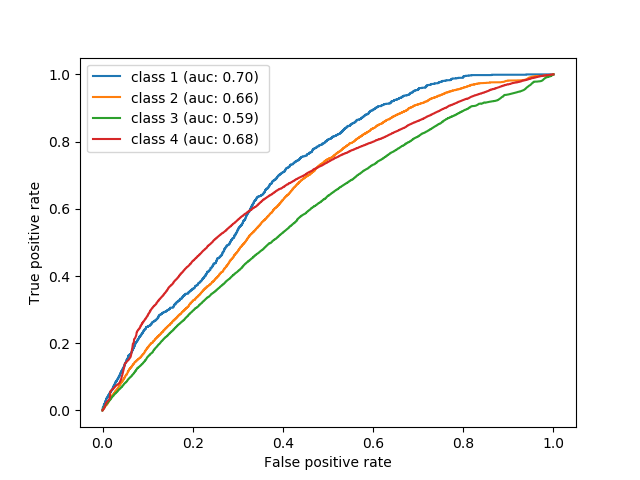 class 1 (auc: 0.70)
class 2 (auc: 0.66)
class 3 (auc: 0.59)
class 4 (auc: 0.68)
True positive rate
1.0
0.8
0.6
0.4
0.2
0.0
0.0 0.2 0.4 0.6 0.8 1.0
False positive rate